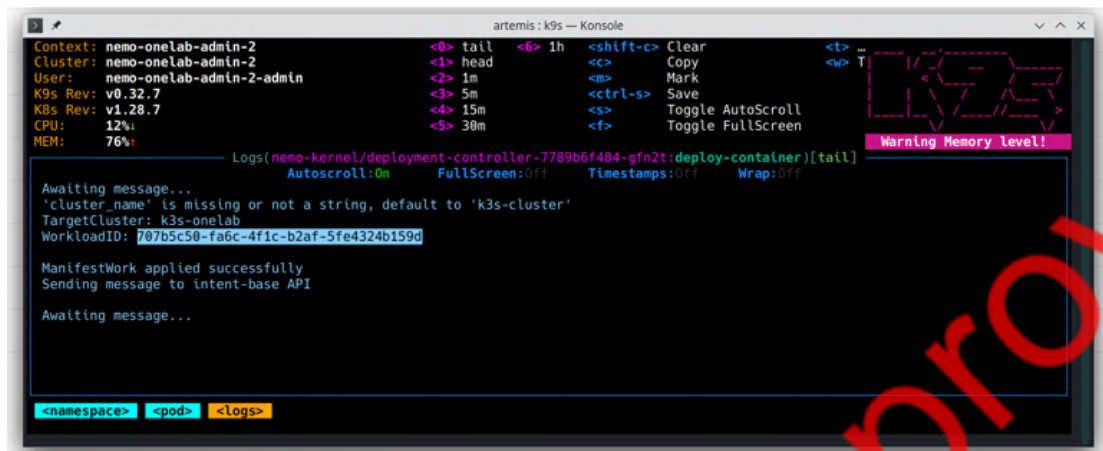 artemis : k9s — Konsole
Context: nemo-onelab-admin-2 <0> tail <6> 1h <shift-c> Clear <t> …
Cluster: nemo-onelab-admin-2 <1> head <c> Copy <w> T
User: nemo-onelab-admin-2-admin <2> 1m <m> Mark
K9s Rev: v0.32.7 <3> 5m <ctrl-s> Save
K8s Rev: v1.28.7 <4> 15m <s> Toggle AutoScroll
CPU: 12%↓ <5> 30m <f> Toggle FullScreen
MEM: 76%↑ Warning Memory level!
Logs(nemo-kernel/deployment-controller-7789b6f484-gfn2t:deploy-container)[tail]
Autoscroll:On FullScreen:Off Timestamps:Off Wrap:Off
Awaiting message...
'cluster_name' is missing or not a string, default to 'k3s-cluster'
TargetCluster: k3s-onelab
WorkloadID: 707b5c50-fa6c-4f1c-b2af-5fe4324b159d
ManifestWork applied successfully
Sending message to intent-base API
Awaiting message...
<namespace> <pod> <logs>